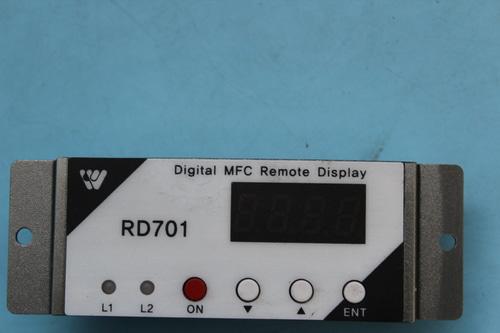 Digital MFC Remote Display
RD701
L1 L2 ON ▼ ▲ ENT